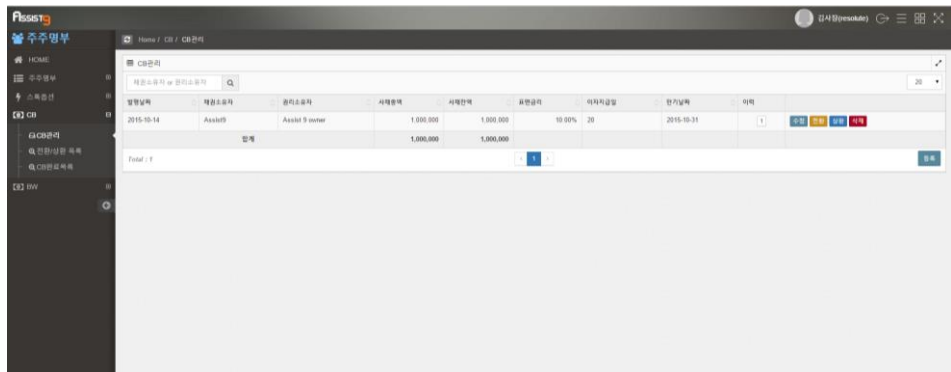 Assist9
김사장(resolute)
주주명부
Home / CB / CB관리
HOME
CB관리
주주명부
채권소유자 or 권리소유자
20
스톡옵션
발행날짜 채권소유자 권리소유자 사채총액 사채잔액 표면금리 이자지급일 만기날짜 이력
CB
2015-10-14 Assist9 Assist 9 owner 1,000,000 1,000,000 10.00% 20 2015-10-31 1 수정 전환 상환 삭제
CB관리
합계 1,000,000 1,000,000
전환/상환 목록
Total : 1
1
등록
CB완료목록
BW